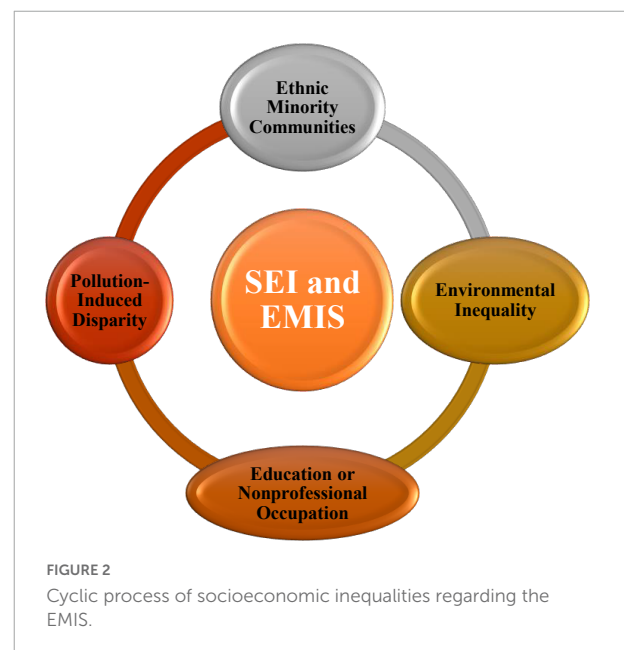 Ethnic
Minority
Communities
Pollution-
Induced
Disparity
SEI and
EMIS
Environmental
Inequality
Education or
Nonprofessional
Occupation
FIGURE 2
Cyclic process of socioeconomic inequalities regarding the
EMIS.